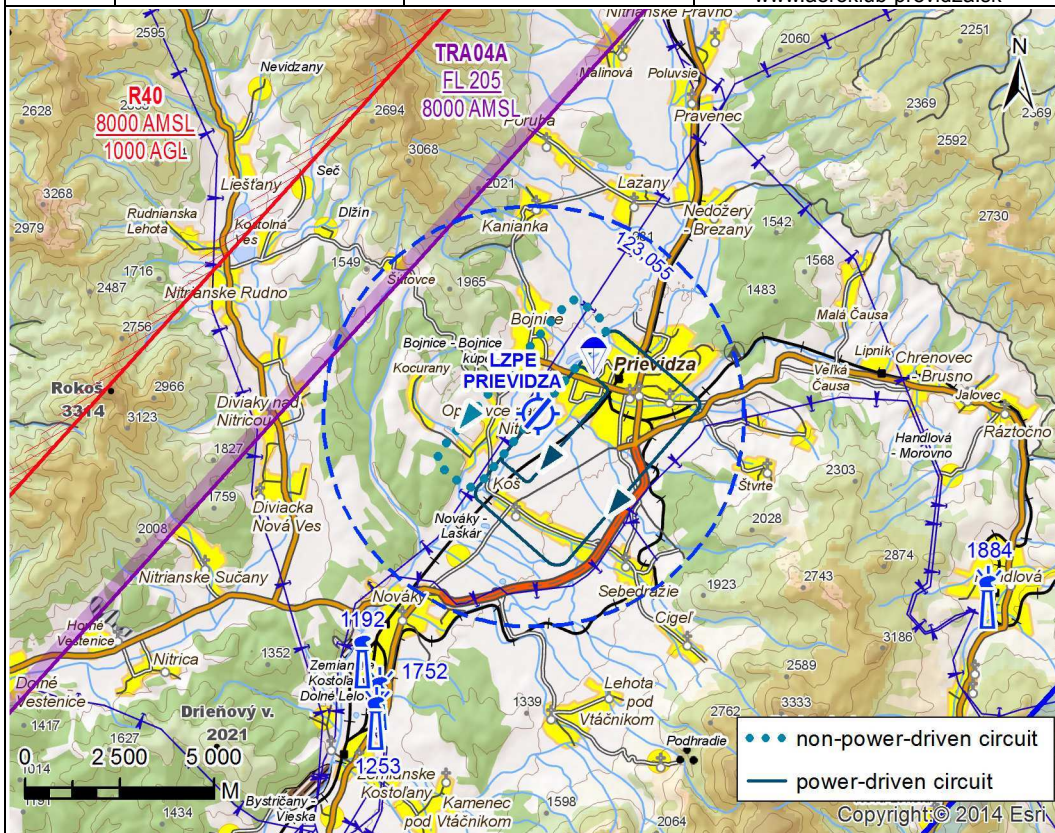 2595
Nevidzany
TRA04A
FL 205
8000 AMSL
Nitrianske Pravno
Malinová
Poluvsie
2060
2251
N
2628
R40
8000 AMSL
1000 AGL
2694
Pravenec
2369
2592
Poruba
3068
Seč
Liešťany
3268
2021
Lazany
Rudnianska
Lehota
Kostolná
Ves
Dlžin
Kanianka
Nedožery
- Brezany
1542
2730
2979
123,055
1716
1549
1568
2487
Šútovce
1965
1483
Nitrianske Rudno
Malá Čausa
2756
Bojnice
Bojnice - Bojnice
LZPE
PRIEVIDZA
Prievidza
Lipnik
Chrenovec
- Brusno
Kocurany
Veľká
Čausa
Jalovec
Rokoš
3314
2966
3123
Diviaky nad
Nitricou
Ráztočno
1827
Handlová
- Morovno
Koš
1759
2303
Štvrte
Diviacka
Nová Ves
2028
2008
Nováky -
Laskár
2874
1884
Nitrianske Sučany
1923
2743
Sebedražie
Nováky
Cigeľ
1192
3186
Horné
Vestenice
1352
Nitrica
1752
2589
Dolné
Vestenice
Lehota
pod
Vtáčnikom
1339
3333
1417
Drieňový v.
2021
2762
1627
Podhradie
0
2 500
5 000
M
1253
Zemianske
Kostoľany
Bystričany -
Vieska
1434
Kamenec
pod Vtáčnikom
1598
2064
non-power-driven circuit
power-driven circuit
Copyright:© 2014 Esri